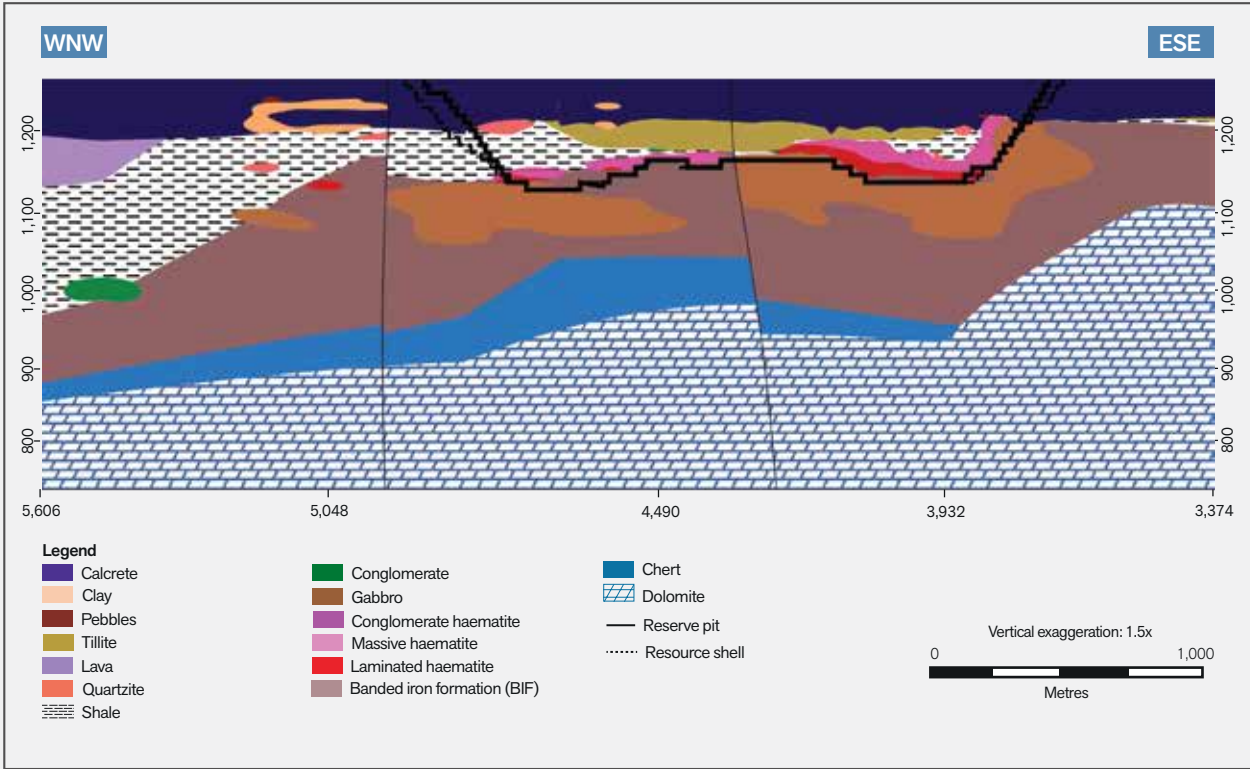 WNW
ESE
1,200
1,100
1,000
900
800
1,200
1,100
1,000
900
800
5,606
5,048
4,490
3,932
3,374
Legend
Calcrete
Clay
Pebbles
Tillite
Lava
Quartzite
Shale
Conglomerate
Gabbro
Conglomerate haematite
Massive haematite
Laminated haematite
Banded iron formation (BIF)
Chert
Dolomite
Reserve pit
Resource shell
Vertical exaggeration: 1.5x
0
1,000
Metres